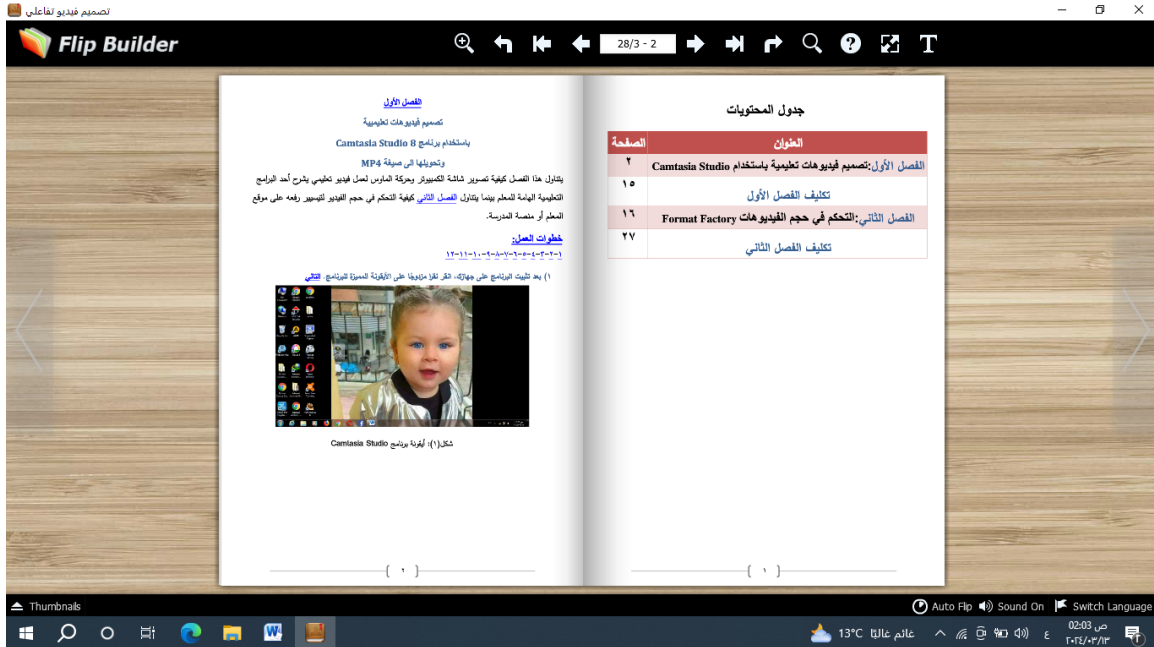 تصميم فيديو تفاعلي
Flip Builder
28/3 - 2
T
جدول المحتويات
العنوان
الصفحة
الفصل الأول:تصميم فيديوهات تعليمية باستخدام Camtasia Studio
٢
تكليف الفصل الأول
١٥
الفصل الثاني:التحكم في حجم الفيديوهات Format Factory
١٦
تكليف الفصل الثاني
٢٧
١
الفصل الأول
تصميم فيديوهات تعليميية
باستخدام برنامج Camtasia Studio 8
وتحويلها الى صيغة MP4
يتناول هذا الفصل كيفية تصوير شاشة الكمبيوتر وحركة الماوس لعمل فيديو تعليمي يشرح أحد البرامج
التعليمية الهامة للمعلم بينما يتناول الفصل الثاني كيفية التحكم في حجم الفيديو لتيسير رفعه على موقع
المعلم أو منصة المدرسة.
خطوات العمل:
١-٢-٣-٤-٥-٦-٧-٨-٩-١٠-١١-١٢
١) بعد تثبيت البرنامج على جهازك، انقر نقرا مزدوجًا على الأيقونة المميزة للبرنامج. التالي
شكل(١): أيقونة برنامج Camtasia Studio
٢
Thumbnails
Auto Flip
Sound On
Switch Language
13°C غائم غالبًا
ع
02:03 ص
٢٠٢٤/٠٣/١٣